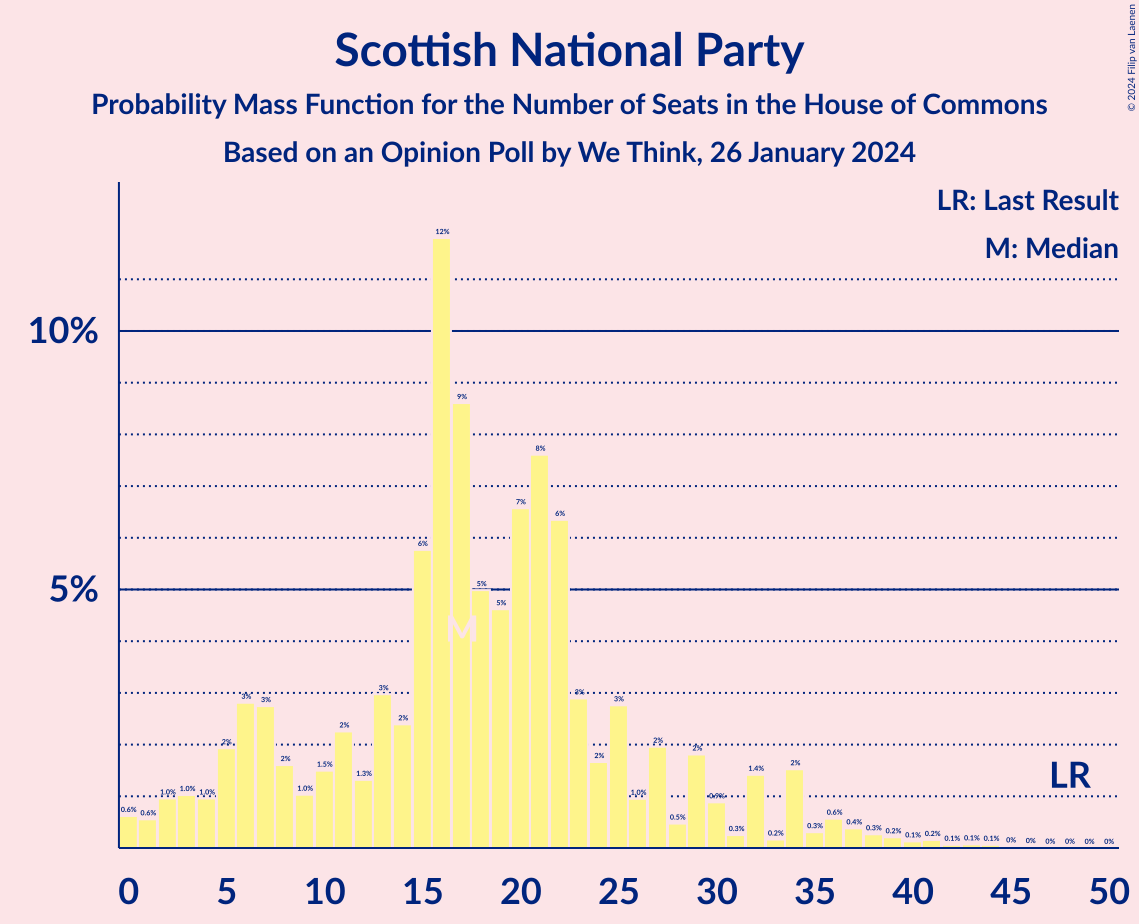 © 2024 Filip van Laenen
Scottish National Party
Probability Mass Function for the Number of Seats in the House of Commons
Based on an Opinion Poll by We Think, 26 January 2024
LR: Last Result
M: Median
10%
5%
0.6% 0.6% 1.0% 1.0% 1.0% 2% 3% 3% 2% 1.0% 1.5% 2% 1.3% 3% 2% 6% 12% 9% 5% 5% 7% 8% 6% 3% 2% 3% 1.0% 2% 0.5% 2% 0.9% 0.3% 1.4% 0.2% 2% 0.3% 0.6% 0.4% 0.3% 0.2% 0.1% 0.2% 0.1% 0.1% 0.1% 0% 0% 0% 0% 0% 0%
M
LR
0 5 10 15 20 25 30 35 40 45 50